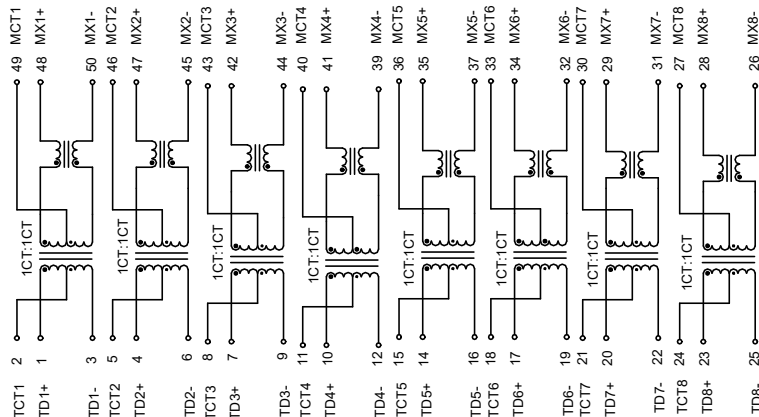 MCT1
MX1+
MX1-
MCT2
MX2+
MX2-
MCT3
MX3+
MX3-
MCT4
MX4+
MX4-
MCT5
MX5+
MX5-
MCT6
MX6+
MX6-
MCT7
MX7+
MX7-
MCT8
MX8+
MX8-
49
48
50
46
47
45
43
42
44
40
41
39
36
35
37
33
34
32
30
29
31
27
28
26
1CT:1CT
1CT:1CT
1CT:1CT
1CT:1CT
1CT:1CT
1CT:1CT
1CT:1CT
1CT:1CT
2
1
3
5
4
6
8
7
9
11
10
12
15
14
16
18
17
19
21
20
22
24
23
25
TCT1
TD1+
TD1-
TCT2
TD2+
TD2-
TCT3
TD3+
TD3-
TCT4
TD4+
TD4-
TCT5
TD5+
TD5-
TCT6
TD6+
TD6-
TCT7
TD7+
TD7-
TCT8
TD8+
TD8-